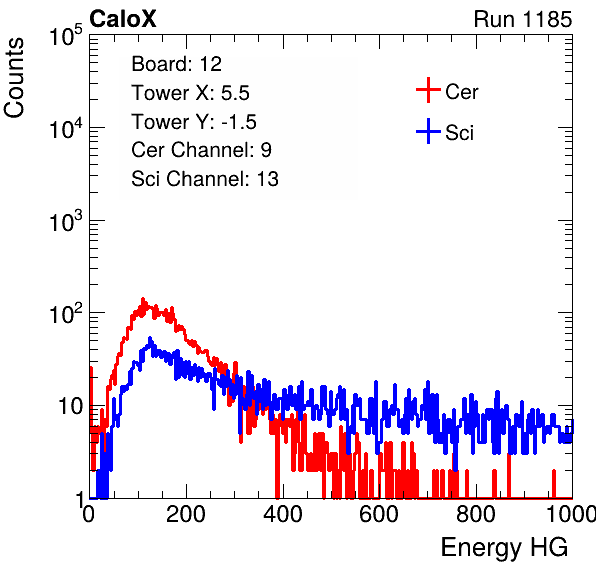 CaloX Run 1185
Counts
10^5
10^4
10^3
10^2
10
1
Board: 12
Tower X: 5.5
Tower Y: -1.5
Cer Channel: 9
Sci Channel: 13
Cer
Sci
0 200 400 600 800 1000
Energy HG